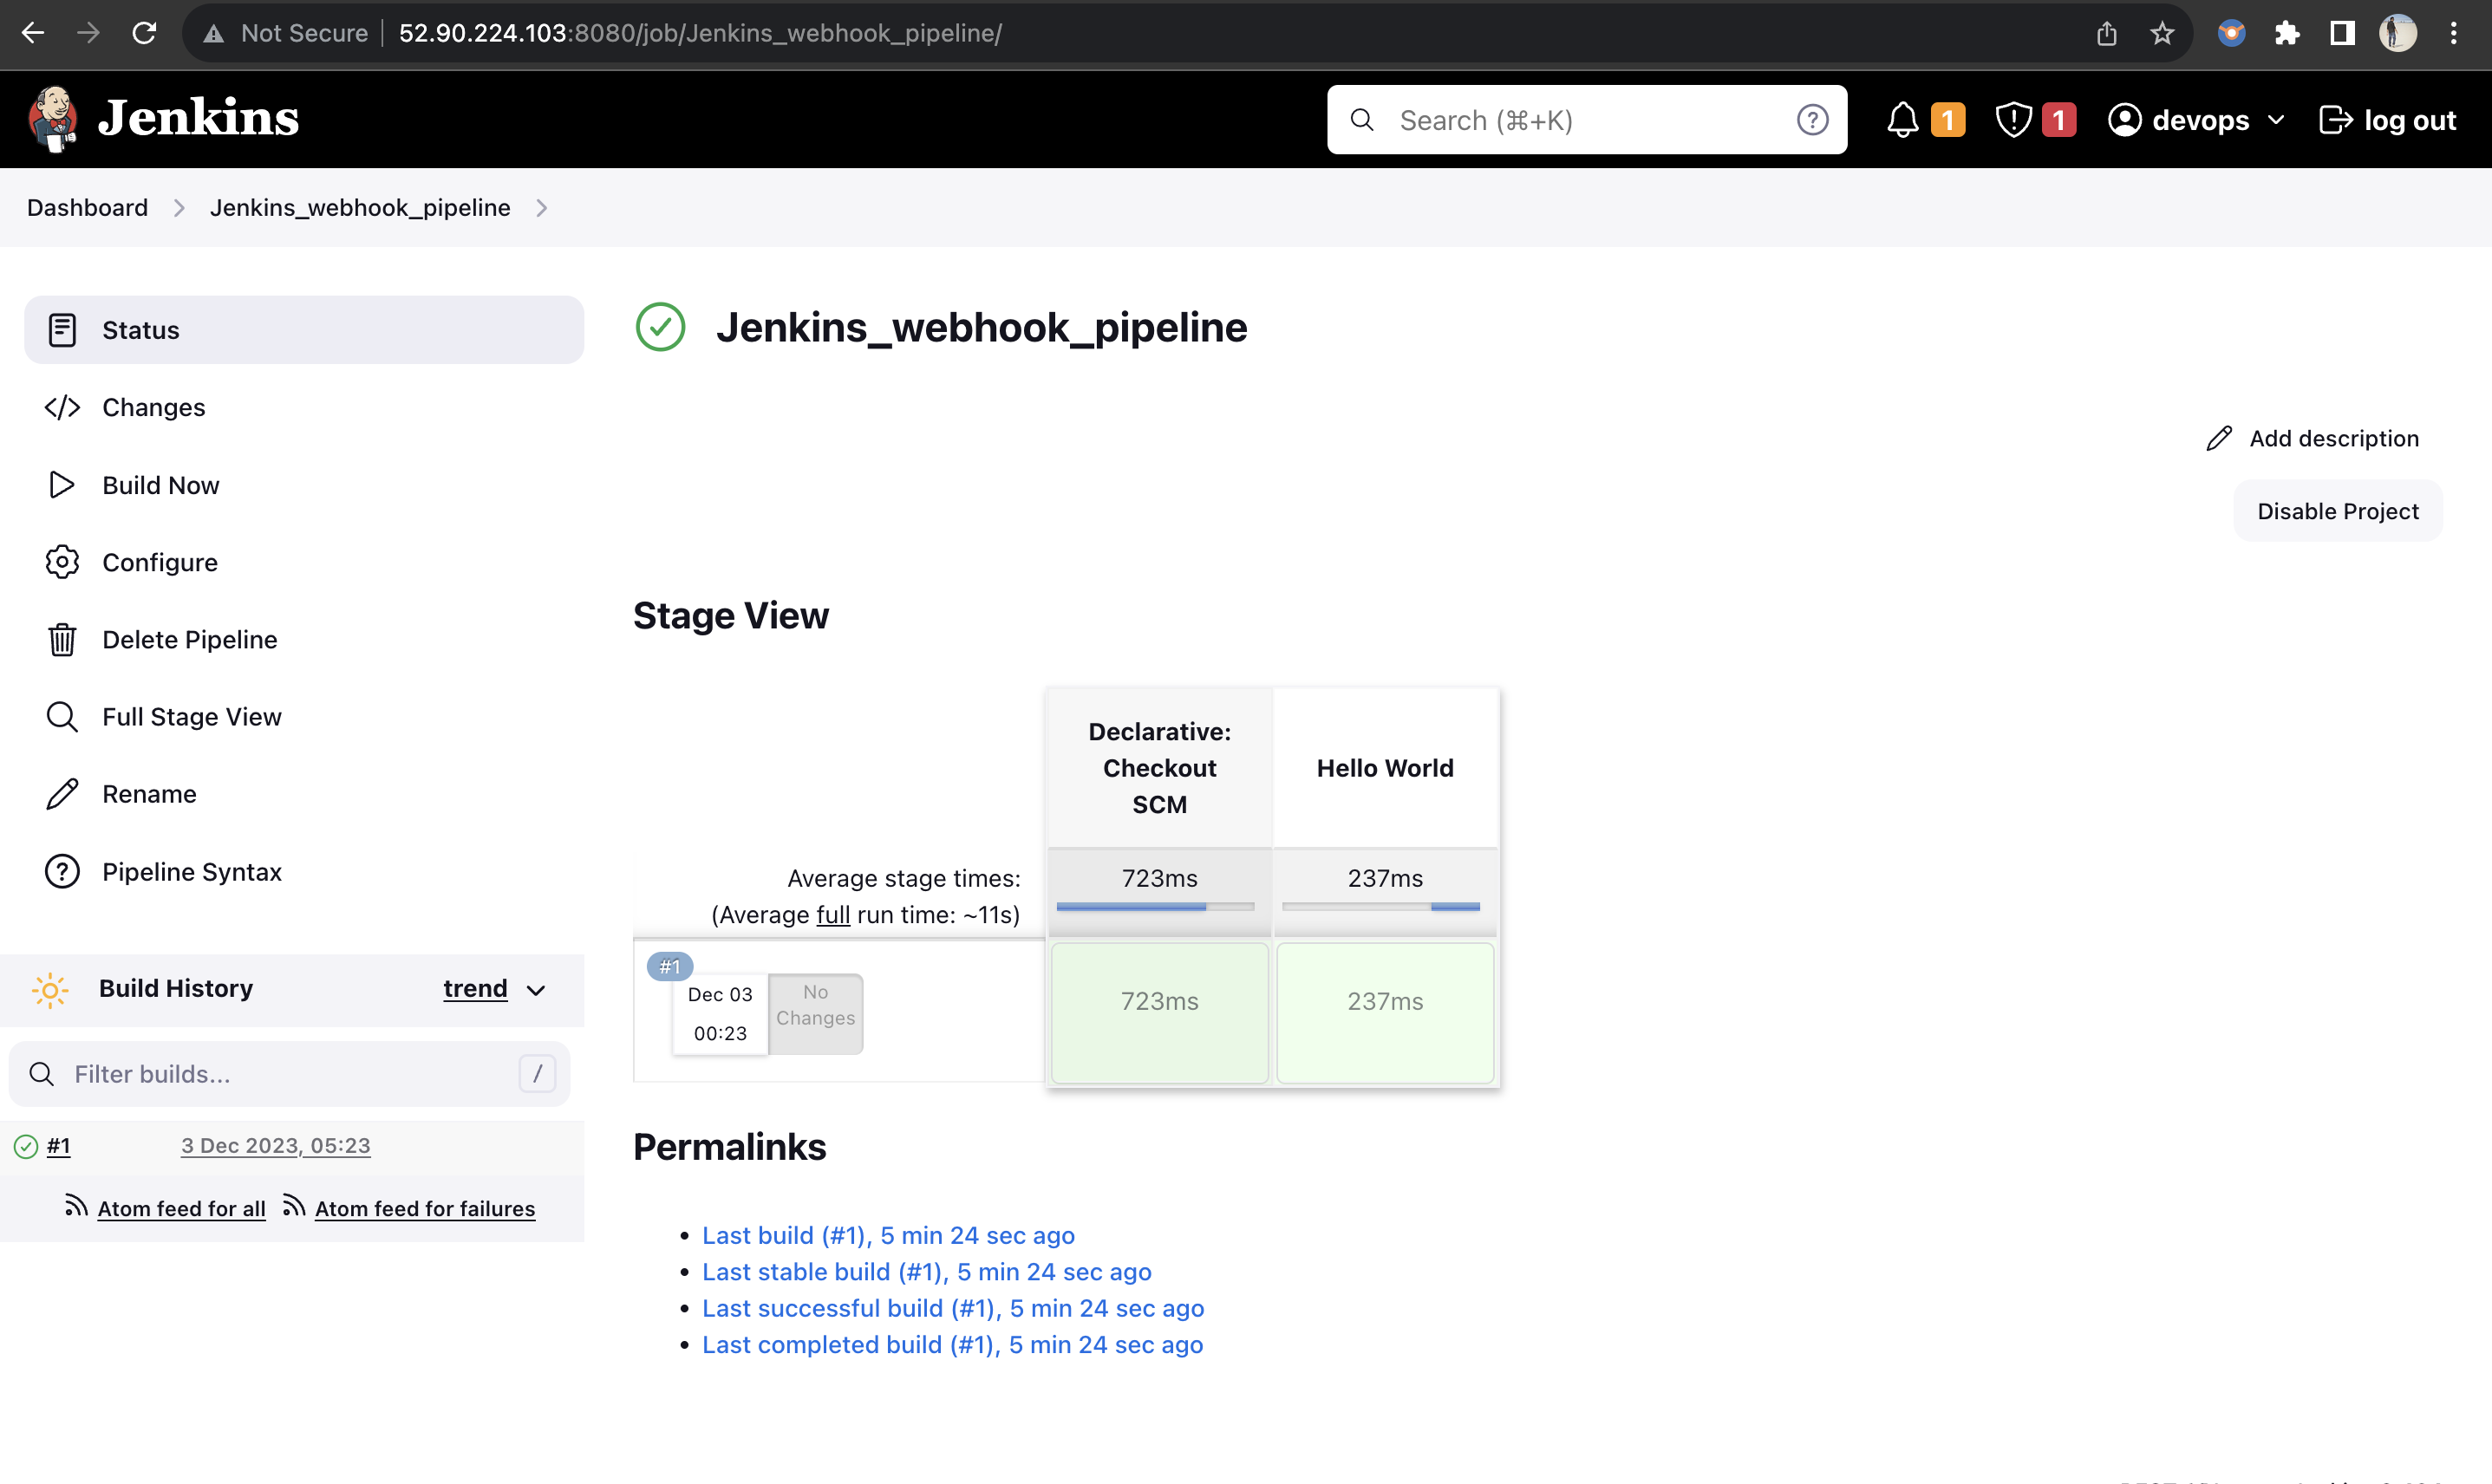 Not Secure 52.90.224.103:8080/job/Jenkins_webhook_pipeline/
Jenkins
Search (⌘+K)
1
1
devops
log out
Dashboard
Jenkins_webhook_pipeline
Status
Changes
Build Now
Configure
Delete Pipeline
Full Stage View
Rename
Pipeline Syntax
Build History
trend
Filter builds...
/
#1
3 Dec 2023, 05:23
Atom feed for all
Atom feed for failures
Jenkins_webhook_pipeline
Add description
Disable Project
Stage View
Declarative:
Checkout
SCM
Hello World
Average stage times:
(Average full run time: ~11s)
723ms
237ms
#1
Dec 03
00:23
No
Changes
723ms
237ms
Permalinks
Last build (#1), 5 min 24 sec ago
Last stable build (#1), 5 min 24 sec ago
Last successful build (#1), 5 min 24 sec ago
Last completed build (#1), 5 min 24 sec ago